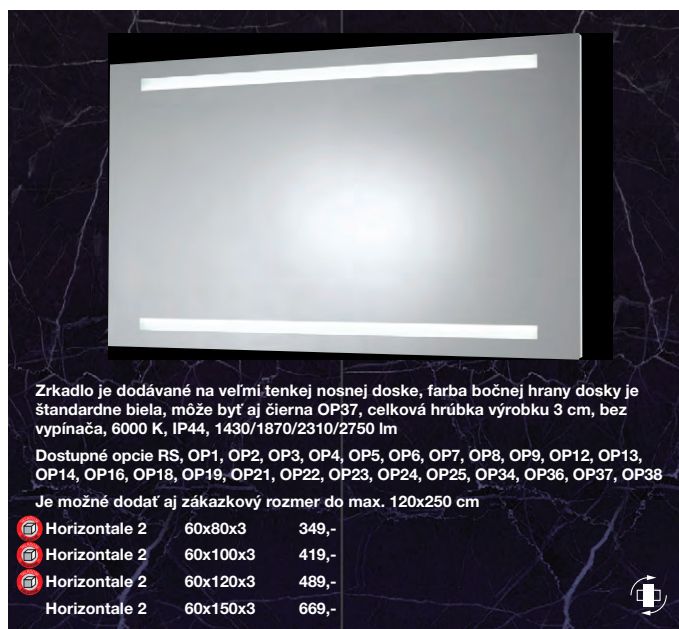 Zrkadlo je dodávané na veľmi tenkej nosnej doske, farba bočnej hrany dosky je
štandardne biela, môže byť aj čierna OP37, celková hrúbka výrobku 3 cm, bez
vypínača, 6000 K, IP44, 1430/1870/2310/2750 lm
Dostupné opcie RS, OP1, OP2, OP3, OP4, OP5, OP6, OP7, OP8, OP9, OP12, OP13,
OP14, OP16, OP18, OP19, OP21, OP22, OP23, OP24, OP25, OP34, OP36, OP37, OP38
Je možné dodať aj zákazkový rozmer do max. 120x250 cm
Horizontale 2 60x80x3 349,-
Horizontale 2 60x100x3 419,-
Horizontale 2 60x120x3 489,-
Horizontale 2 60x150x3 669,-